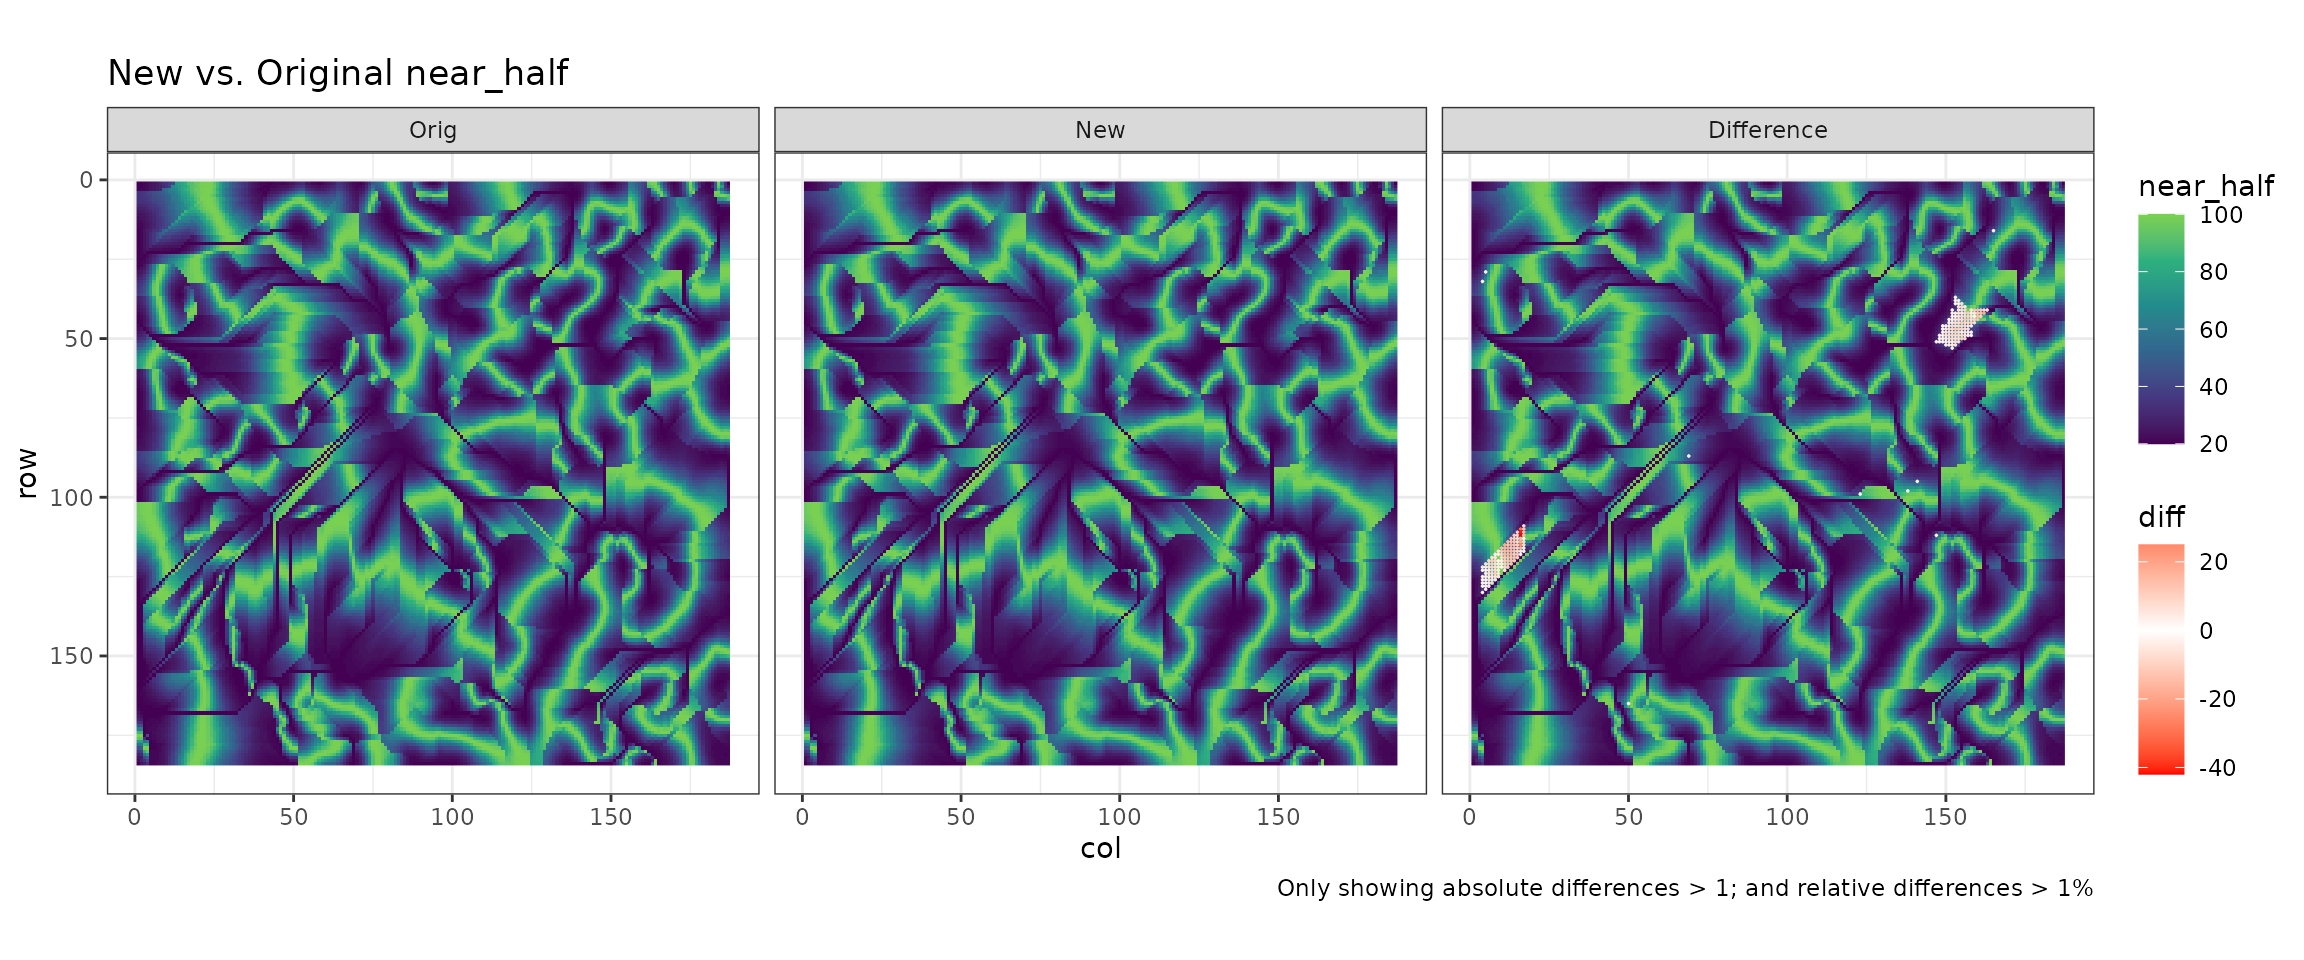 New vs. Original near_half
Orig
New
Difference
row
0
50
100
150
0 50 100 150
0 50 100 150
0 50 100 150
col
near_half
100
80
60
40
20
diff
20
0
-20
-40
Only showing absolute differences > 1; and relative differences > 1%